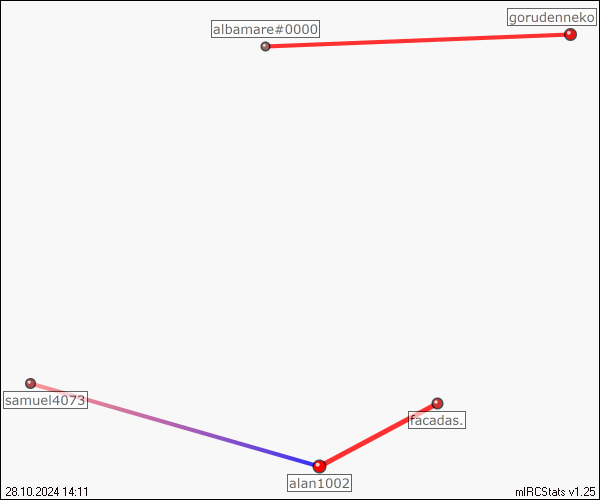 gorudenneko
albamare#0000
samuel4073
facadas.
alan1002
28.10.2024 14:11
mIRCStats v1.25